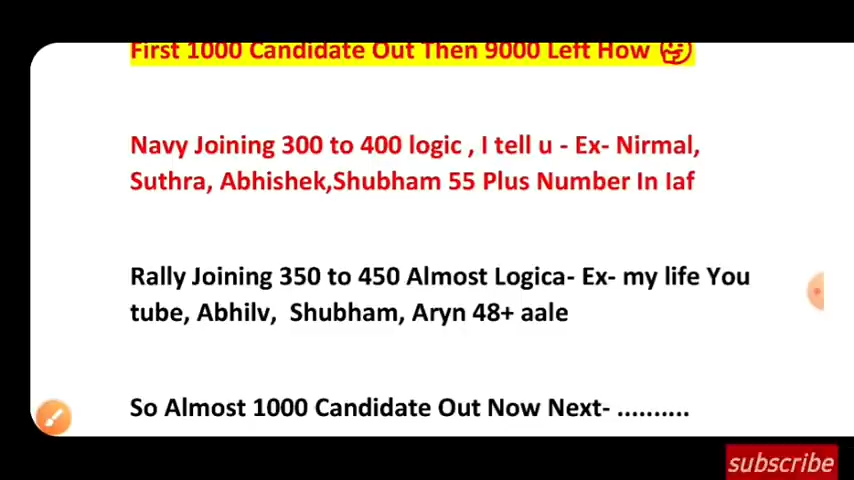 First 1000 Candidate Out Then 9000 Left How 🤔
Navy Joining 300 to 400 logic , I tell u - Ex- Nirmal,
Suthra, Abhishek,Shubham 55 Plus Number In Iaf
Rally Joining 350 to 450 Almost Logica- Ex- my life You
tube, Abhilv, Shubham, Aryn 48+ aale
So Almost 1000 Candidate Out Now Next- ..........
subscribe